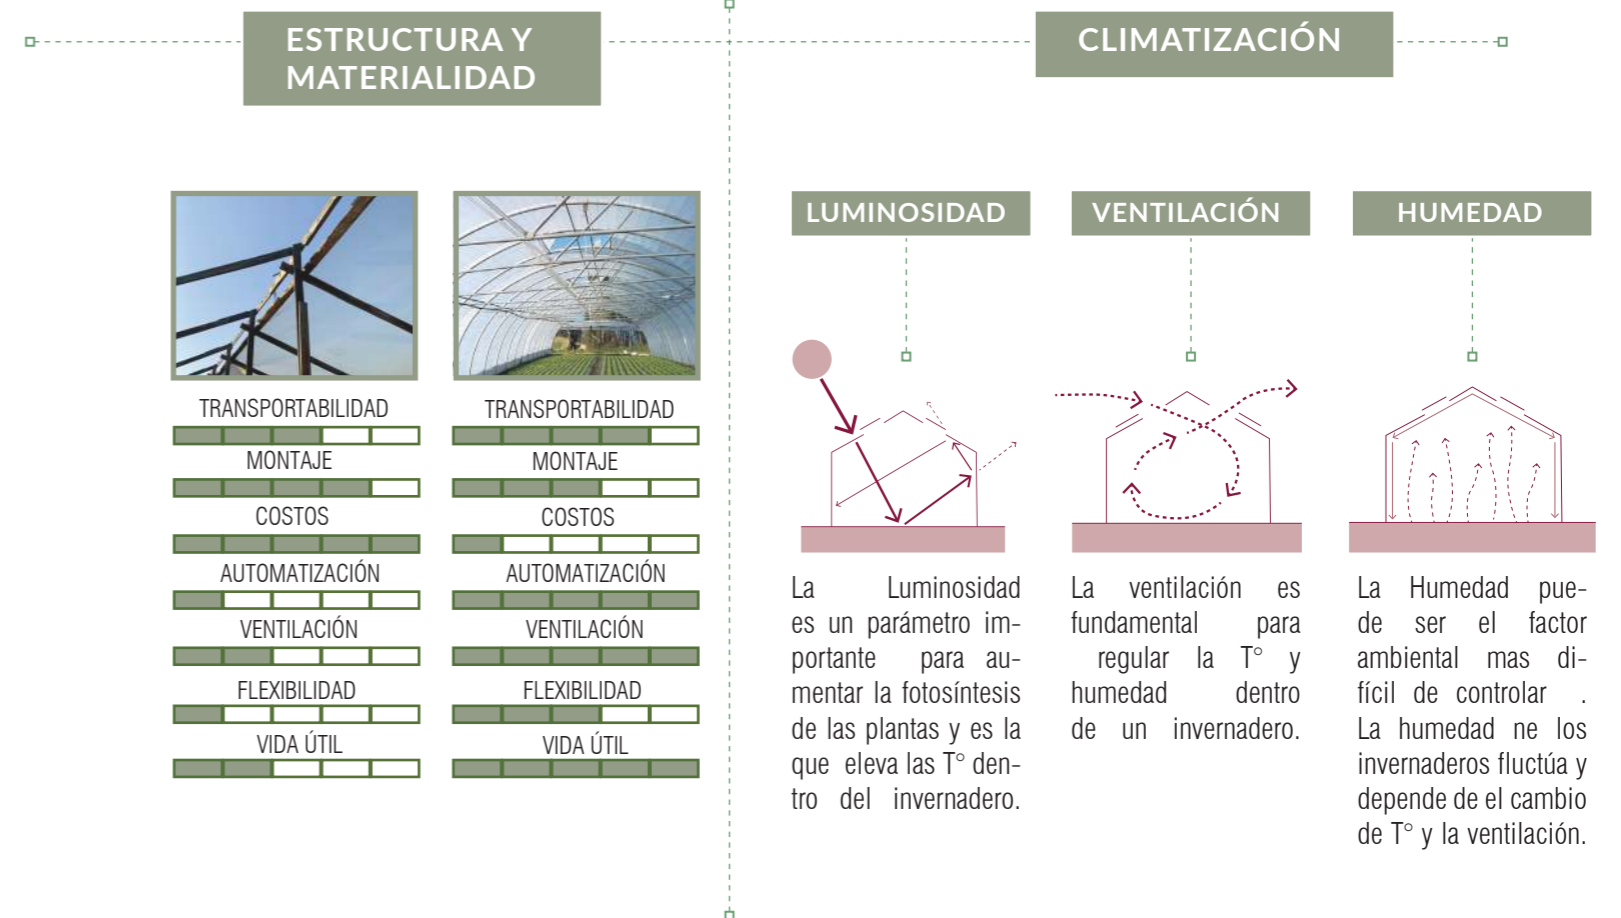 ESTRUCTURA Y
MATERIALIDAD
TRANSPORTABILIDAD
MONTAJE
COSTOS
AUTOMATIZACIÓN
VENTILACIÓN
FLEXIBILIDAD
VIDA ÚTIL
TRANSPORTABILIDAD
MONTAJE
COSTOS
AUTOMATIZACIÓN
VENTILACIÓN
FLEXIBILIDAD
VIDA ÚTIL
CLIMATIZACIÓN
LUMINOSIDAD
La Luminosidad
es un parámetro im-
portante para au-
mentar la fotosíntesis
de las plantas y es la
que eleva las T° den-
tro del invernadero.
VENTILACIÓN
La ventilación es
fundamental para
regular la T° y
humedad dentro
de un invernadero.
HUMEDAD
La Humedad pue-
de ser el factor
ambiental mas di-
fícil de controlar .
La humedad ne los
invernaderos fluctúa y
depende de el cambio
de T° y la ventilación.